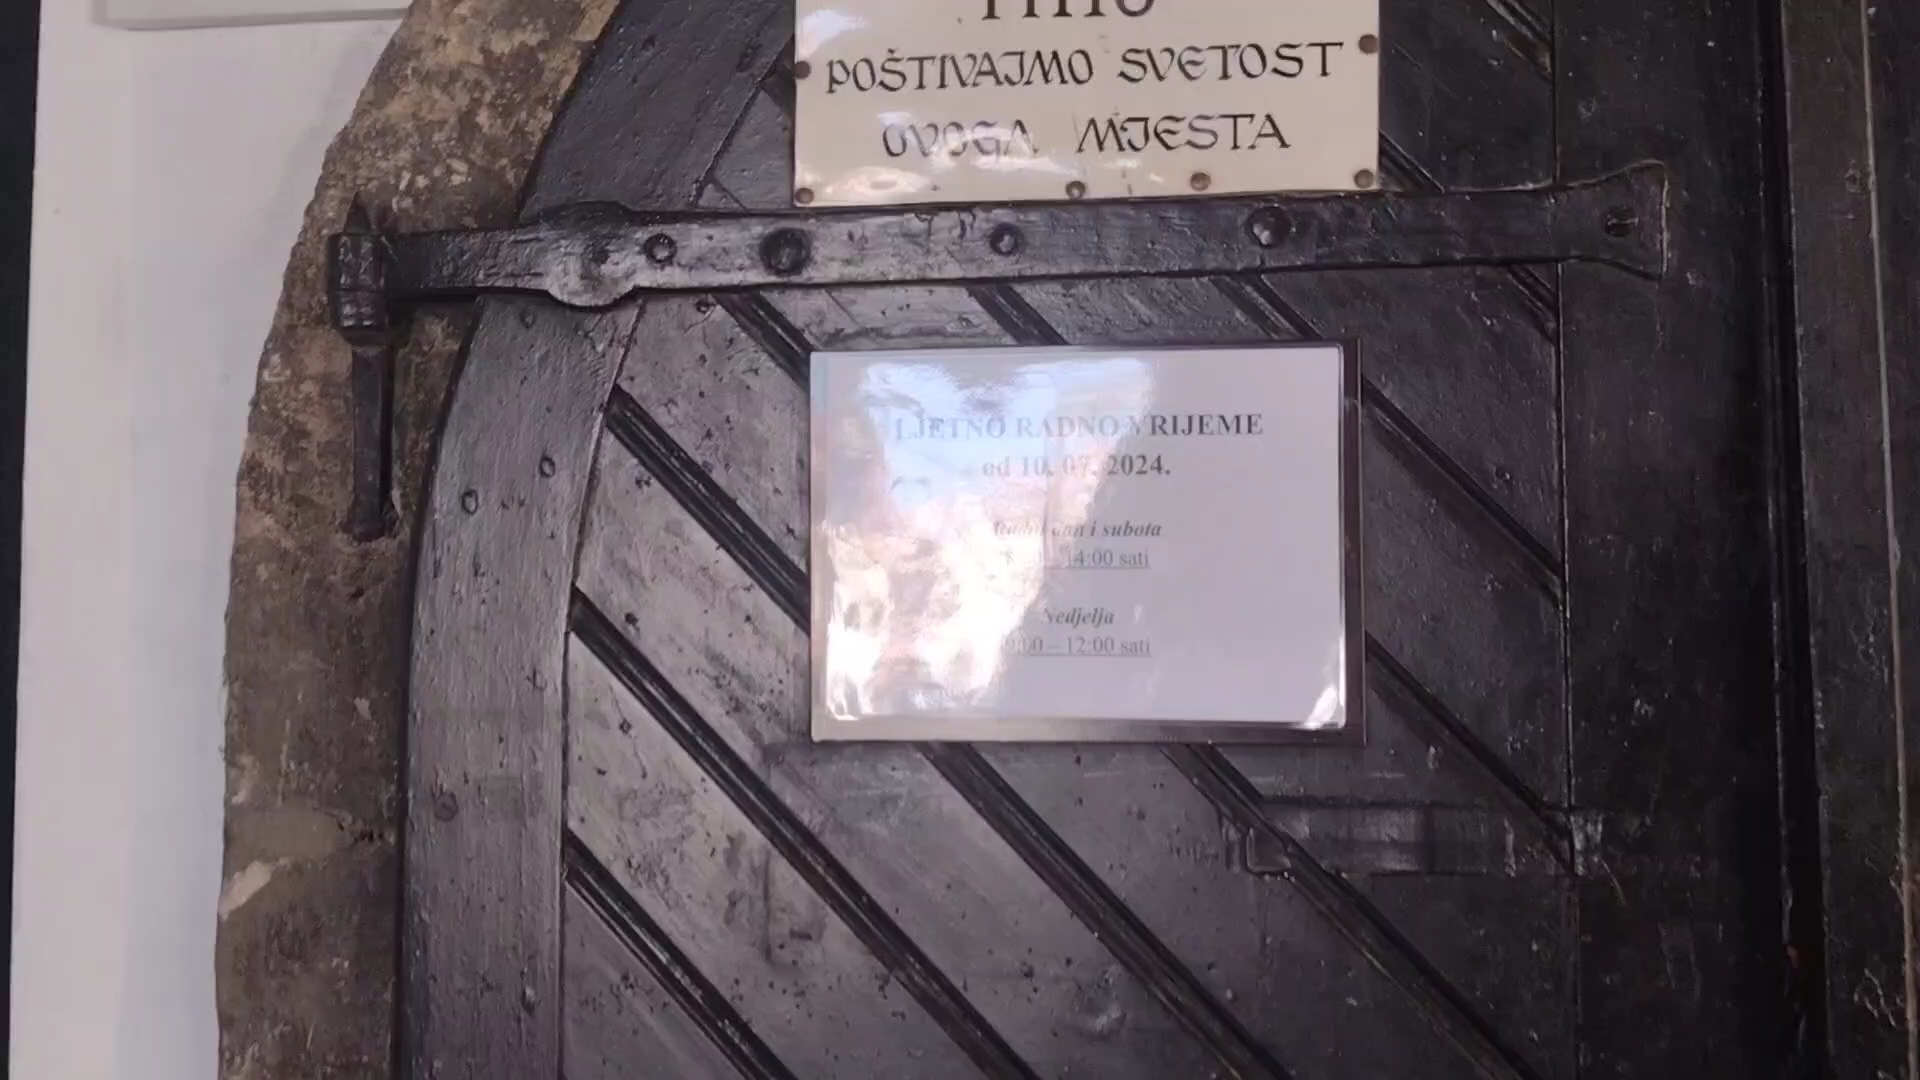 POŠTIVAJMO SVETOST
OVOGA MJESTA
LJETNO RADNO VRIJEME
od 10. 07. 2024.
dan i subota
14:00 sati
Nedjelja
9:00 – 12:00 sati